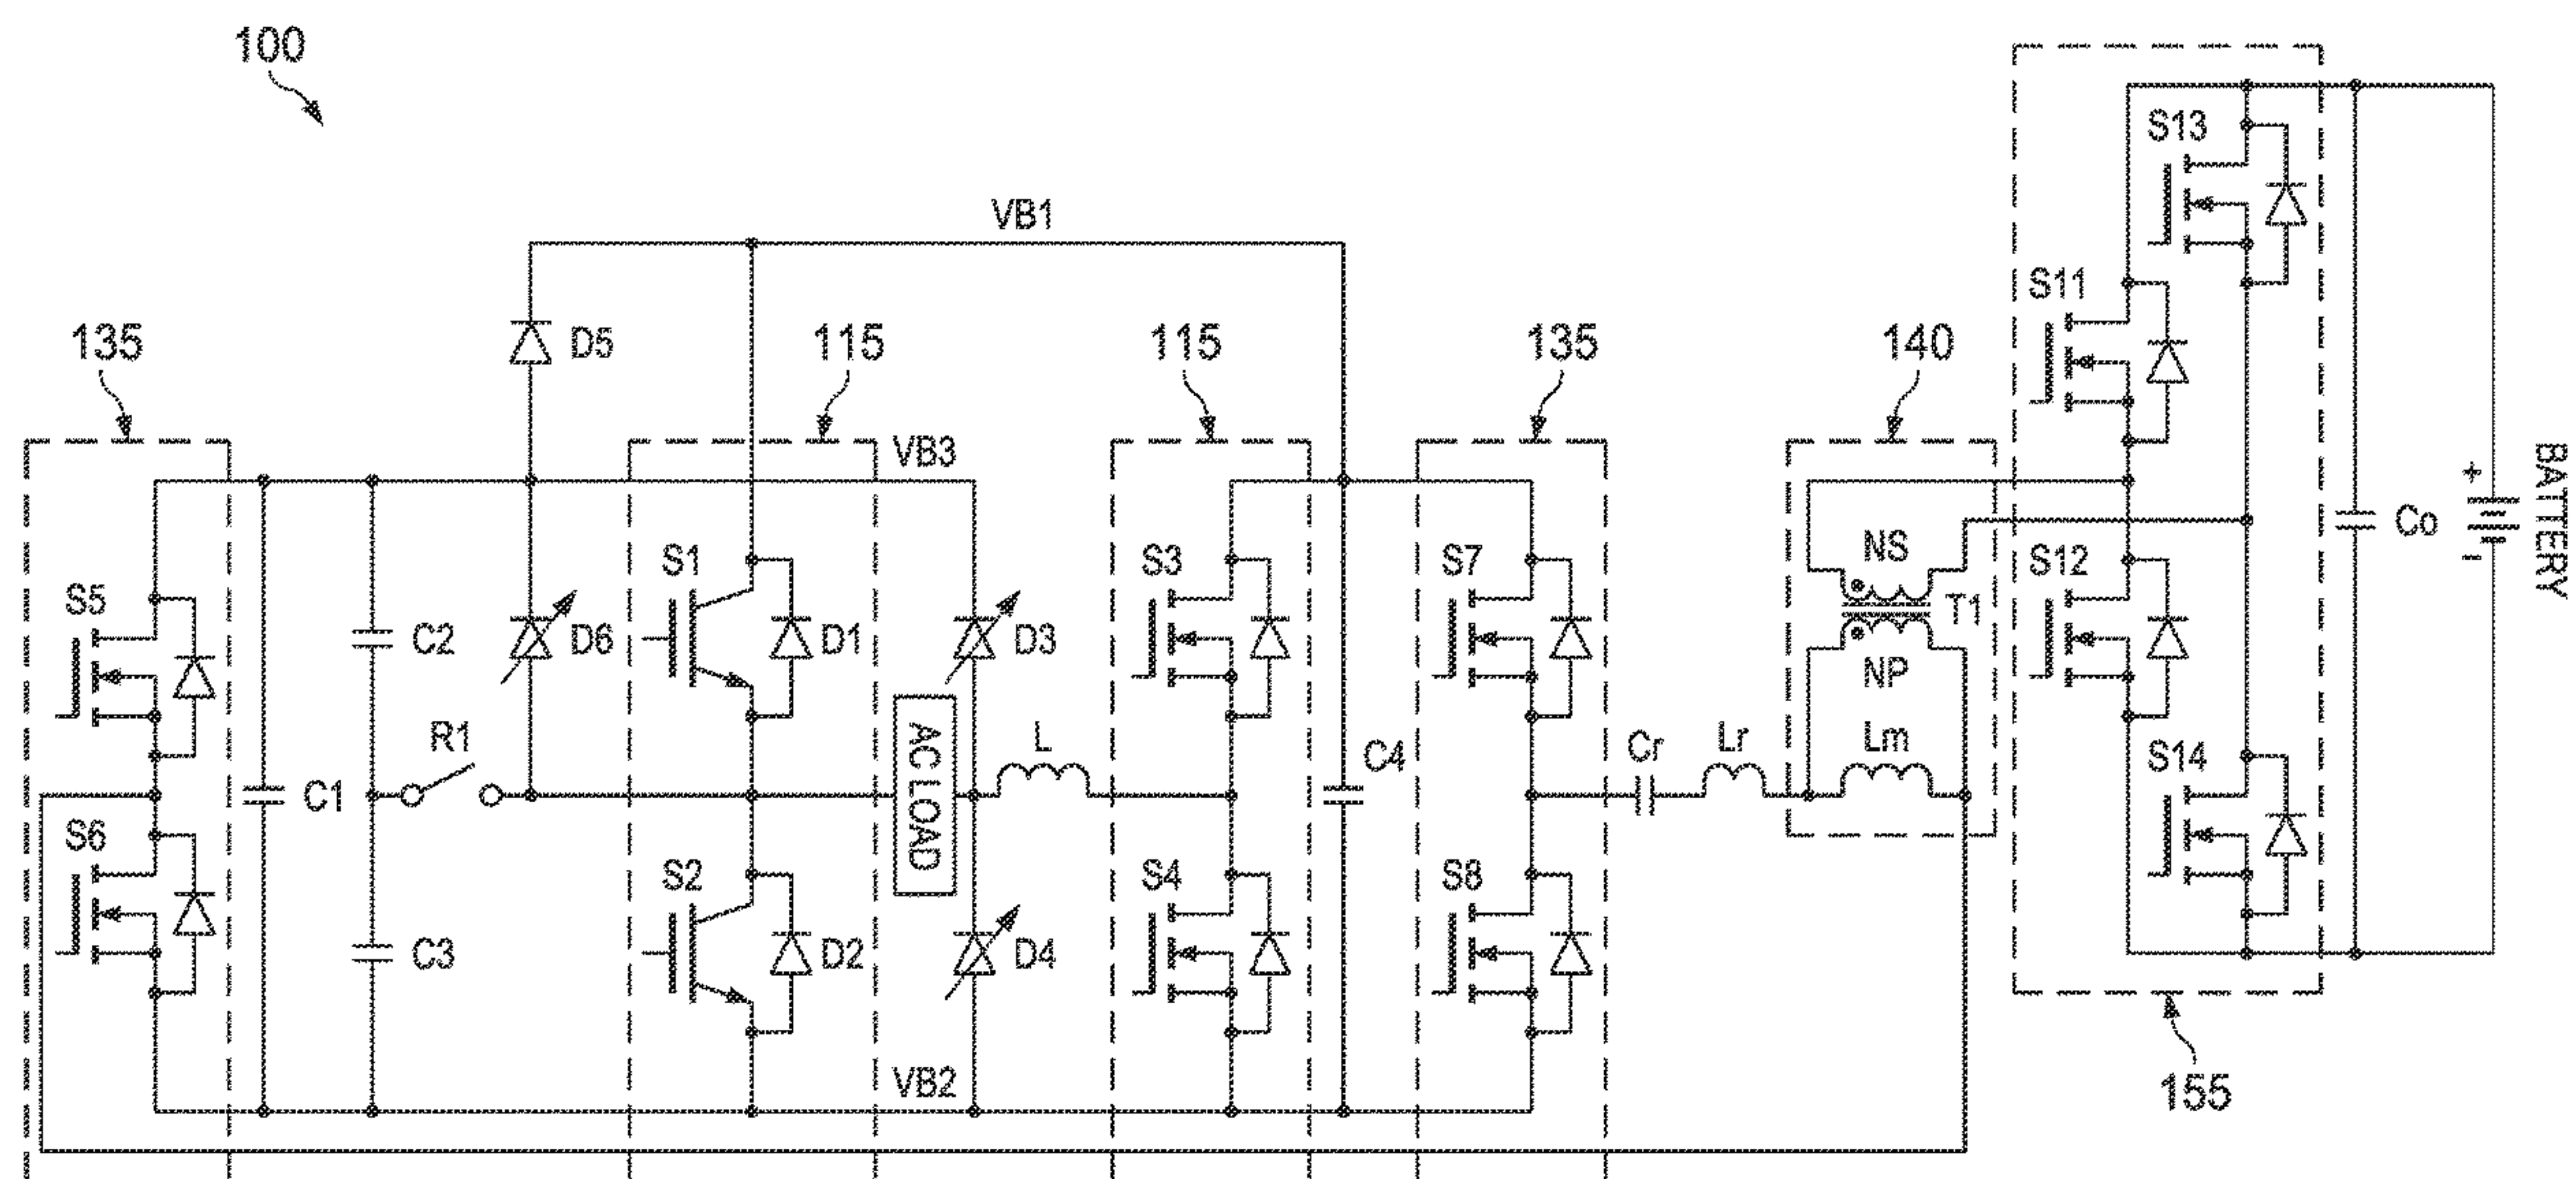 100
S13
VB1
S11
135
D5
115
115
135
140
VB3
BATTERY
+
-
Co
S1
S3
S7
NS
S12
S5
C2
D6
D1
D3
T1
NP
R1
AC LOAD
L
C4
Cr
Lr
Lm
S14
C1
S6
S2
S4
S8
C3
D2
D4
VB2
155